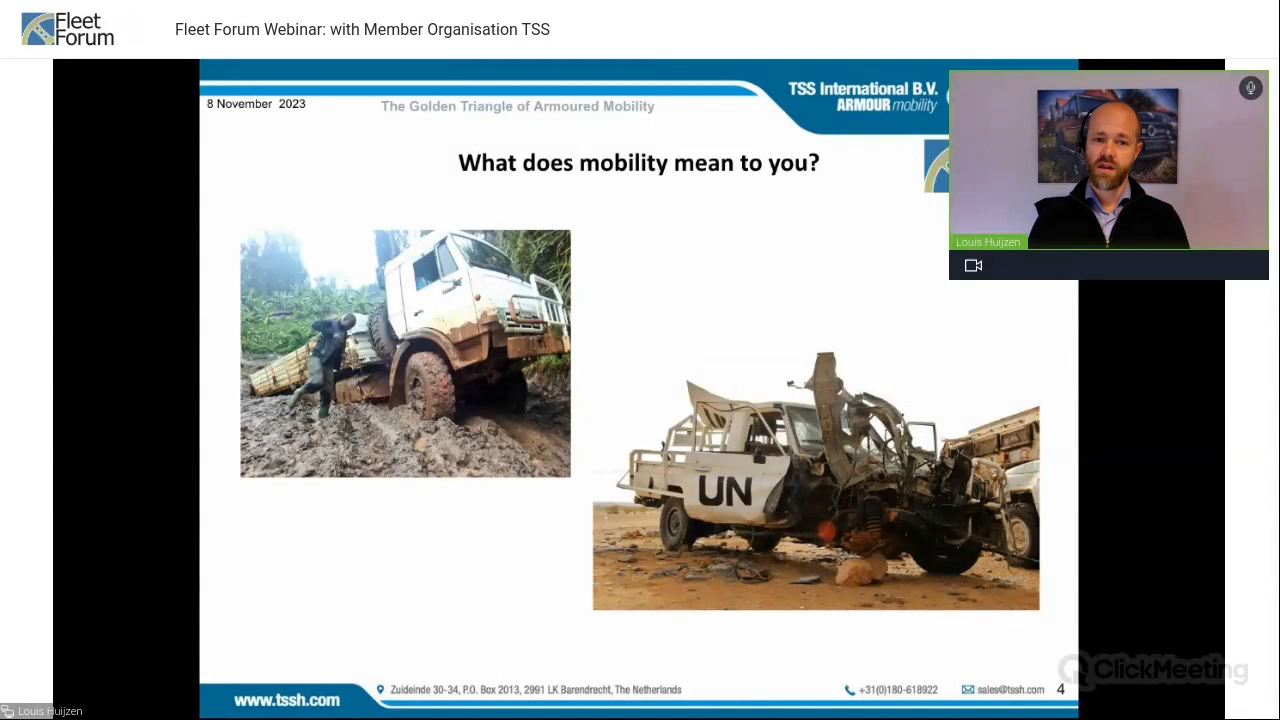 Fleet
Forum
Fleet Forum Webinar: with Member Organisation TSS
8 November 2023
The Golden Triangle of Armoured Mobility
TSS International B.V.
ARMOUR mobility
What does mobility mean to you?
Louis Huijzen
UN
ClickMeeting
www.tssh.com
Zuideinde 30-34, P.O. Box 2013, 2991 LK Barendrecht, The Netherlands
+31(0)180-618922
sales@tssh.com
4
Louis Huijzen